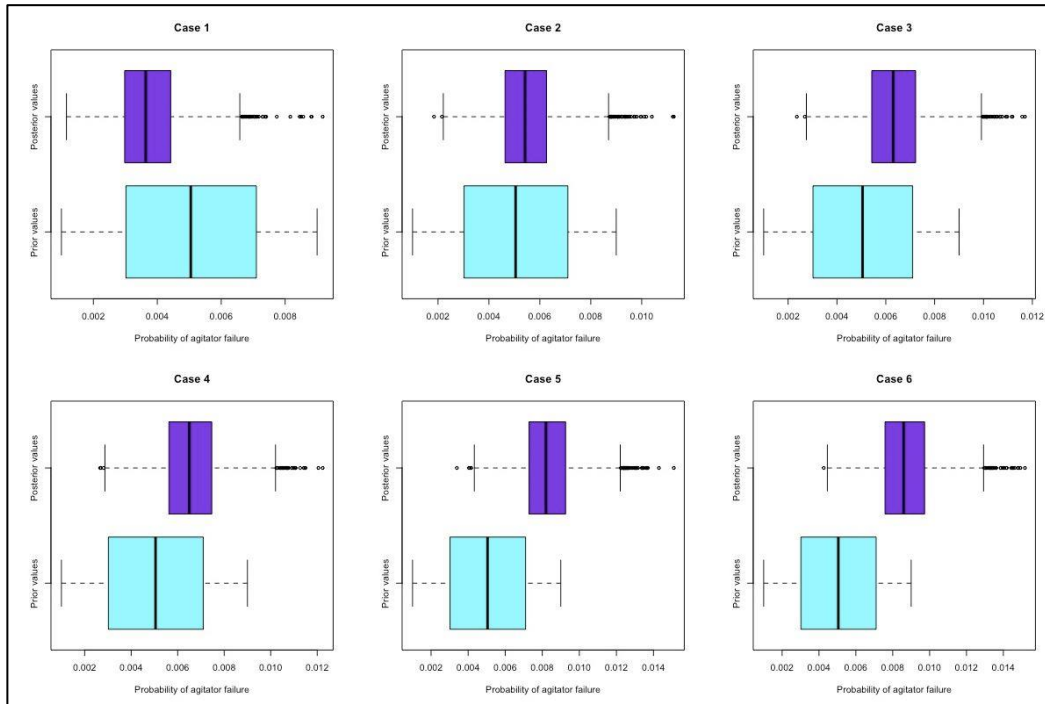 Case 1
Posterior values
Prior values
0.002 0.004 0.006 0.008
Probability of agitator failure
Case 2
Posterior values
Prior values
0.002 0.004 0.006 0.008 0.010
Probability of agitator failure
Case 3
Posterior values
Prior values
0.002 0.004 0.006 0.008 0.010 0.012
Probability of agitator failure
Case 4
Posterior values
Prior values
0.002 0.004 0.006 0.008 0.010 0.012
Probability of agitator failure
Case 5
Posterior values
Prior values
0.002 0.004 0.006 0.008 0.010 0.014
Probability of agitator failure
Case 6
Posterior values
Prior values
0.002 0.004 0.006 0.008 0.010 0.014
Probability of agitator failure